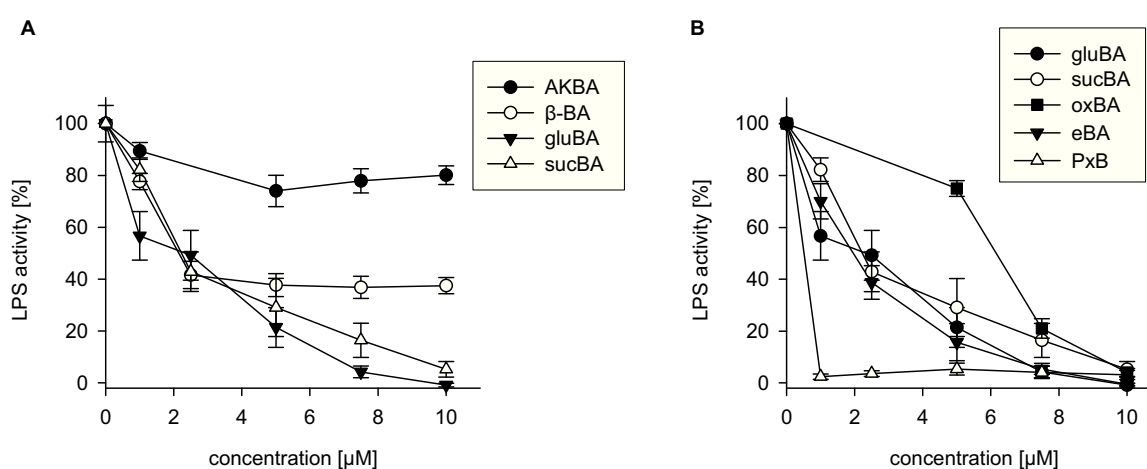 A
AKBA
β-BA
gluBA
sucBA
LPS activity [%]
100
80
60
40
20
0
0 2 4 6 8 10
concentration [µM]
B
gluBA
sucBA
oxBA
eBA
PxB
LPS activity [%]
100
80
60
40
20
0
0 2 4 6 8 10
concentration [µM]